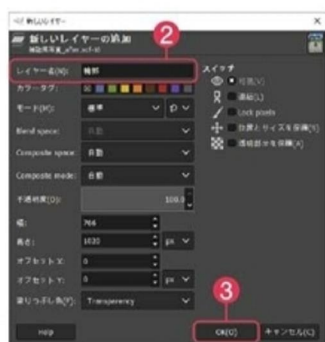 新しいレイヤー
新しいレイヤーの追加
2
レイヤー名(N):
輪郭
スイッチ
カラータグ:
可視(V)
モード(M):
標準
連結(L)
Lock pixels
Blend space:
自動
位置とサイズを保護(S)
Composite space:
自動
透明部分を保護(A)
Composite mode:
自動
不透明度(O):
100.0
幅:
766
高さ:
1020
px
オフセット X:
0
オフセット Y:
0
px
塗りつぶし色(F):
Transparency
3
Help
OK(O)
キャンセル(C)